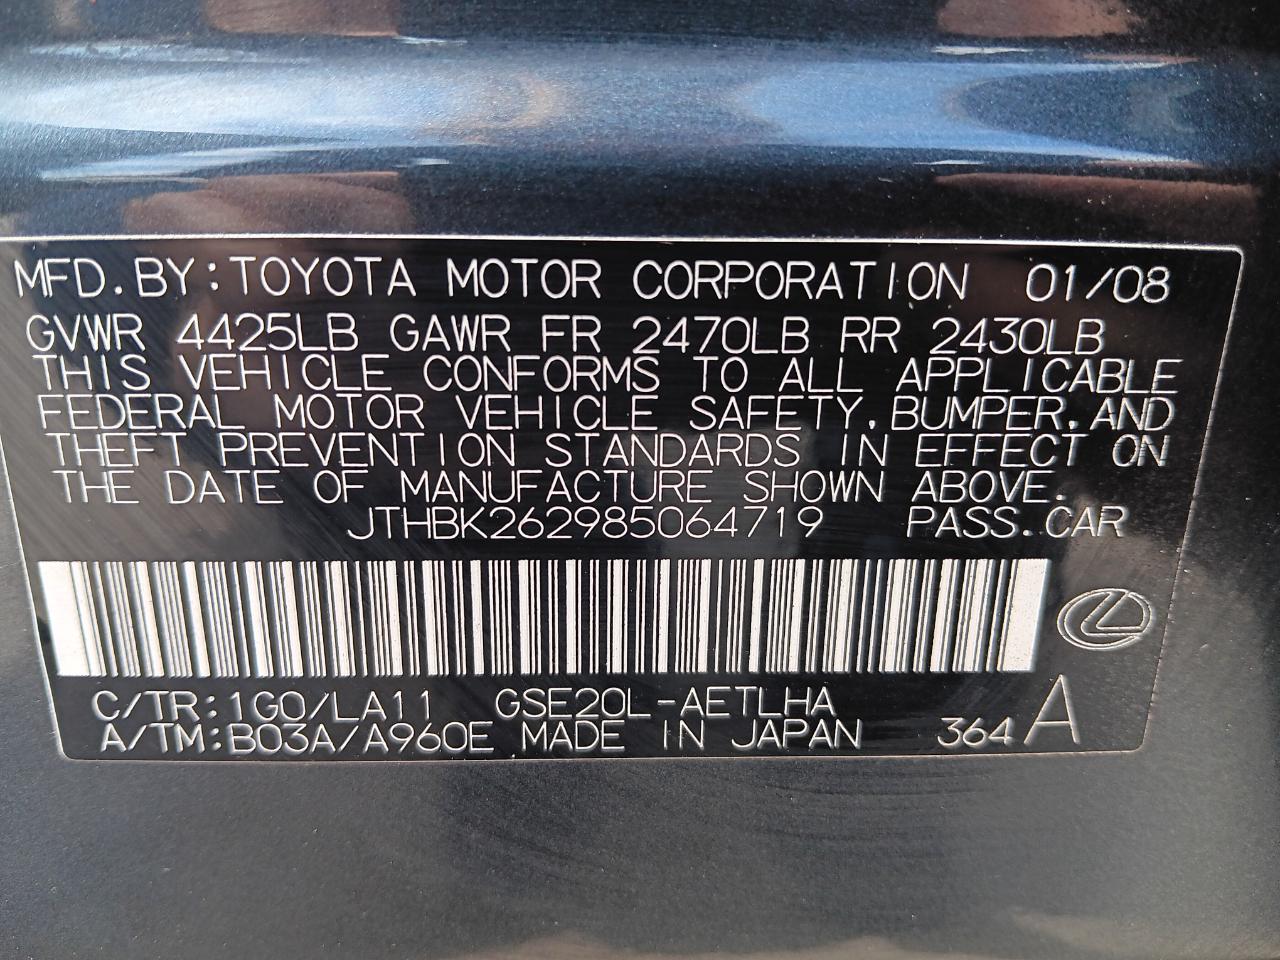 MFD. BY: TOYOTA MOTOR CORPORATION 01/08
GVWR 4425LB GAWR FR 2470LB RR 2430LB
THIS VEHICLE CONFORMS TO ALL APPLICABLE
FEDERAL MOTOR VEHICLE SAFETY, BUMPER, AND
THEFT PREVENTION STANDARDS IN EFFECT ON
THE DATE OF MANUFACTURE SHOWN ABOVE.
JTHBK262985064719 PASS. CAR
C/TR: 1G0/LA11 GSE20L-AETLHA
A/TM: B03A/A960E MADE IN JAPAN 364 A